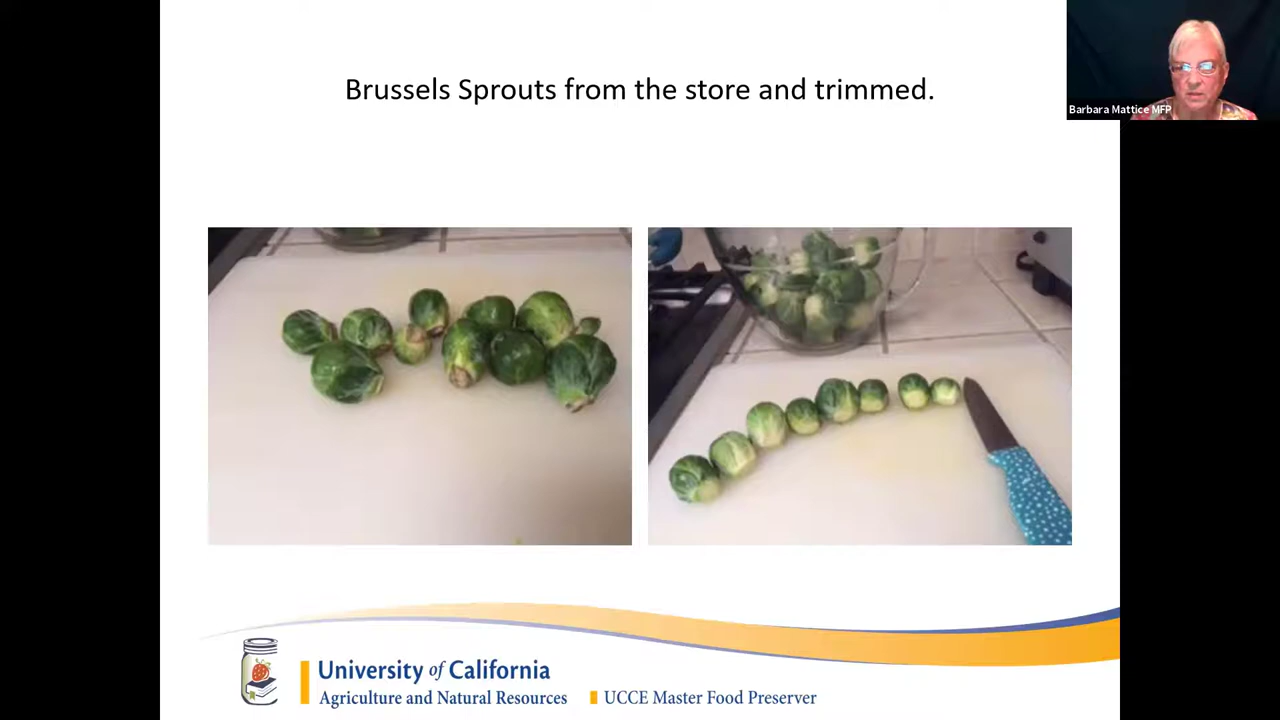 Brussels Sprouts from the store and trimmed.
Barbara Mattice MFP
University of California
Agriculture and Natural Resources
UCCE Master Food Preserver